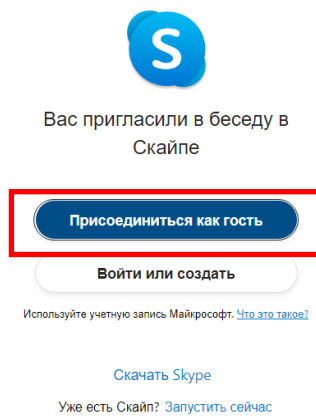 S
Вас пригласили в беседу в
Скайпе
Присоединиться как гость
Войти или создать
Используйте учетную запись Майкрософт. Что это такое?
Скачать Skype
Уже есть Скайп? Запустить сейчас